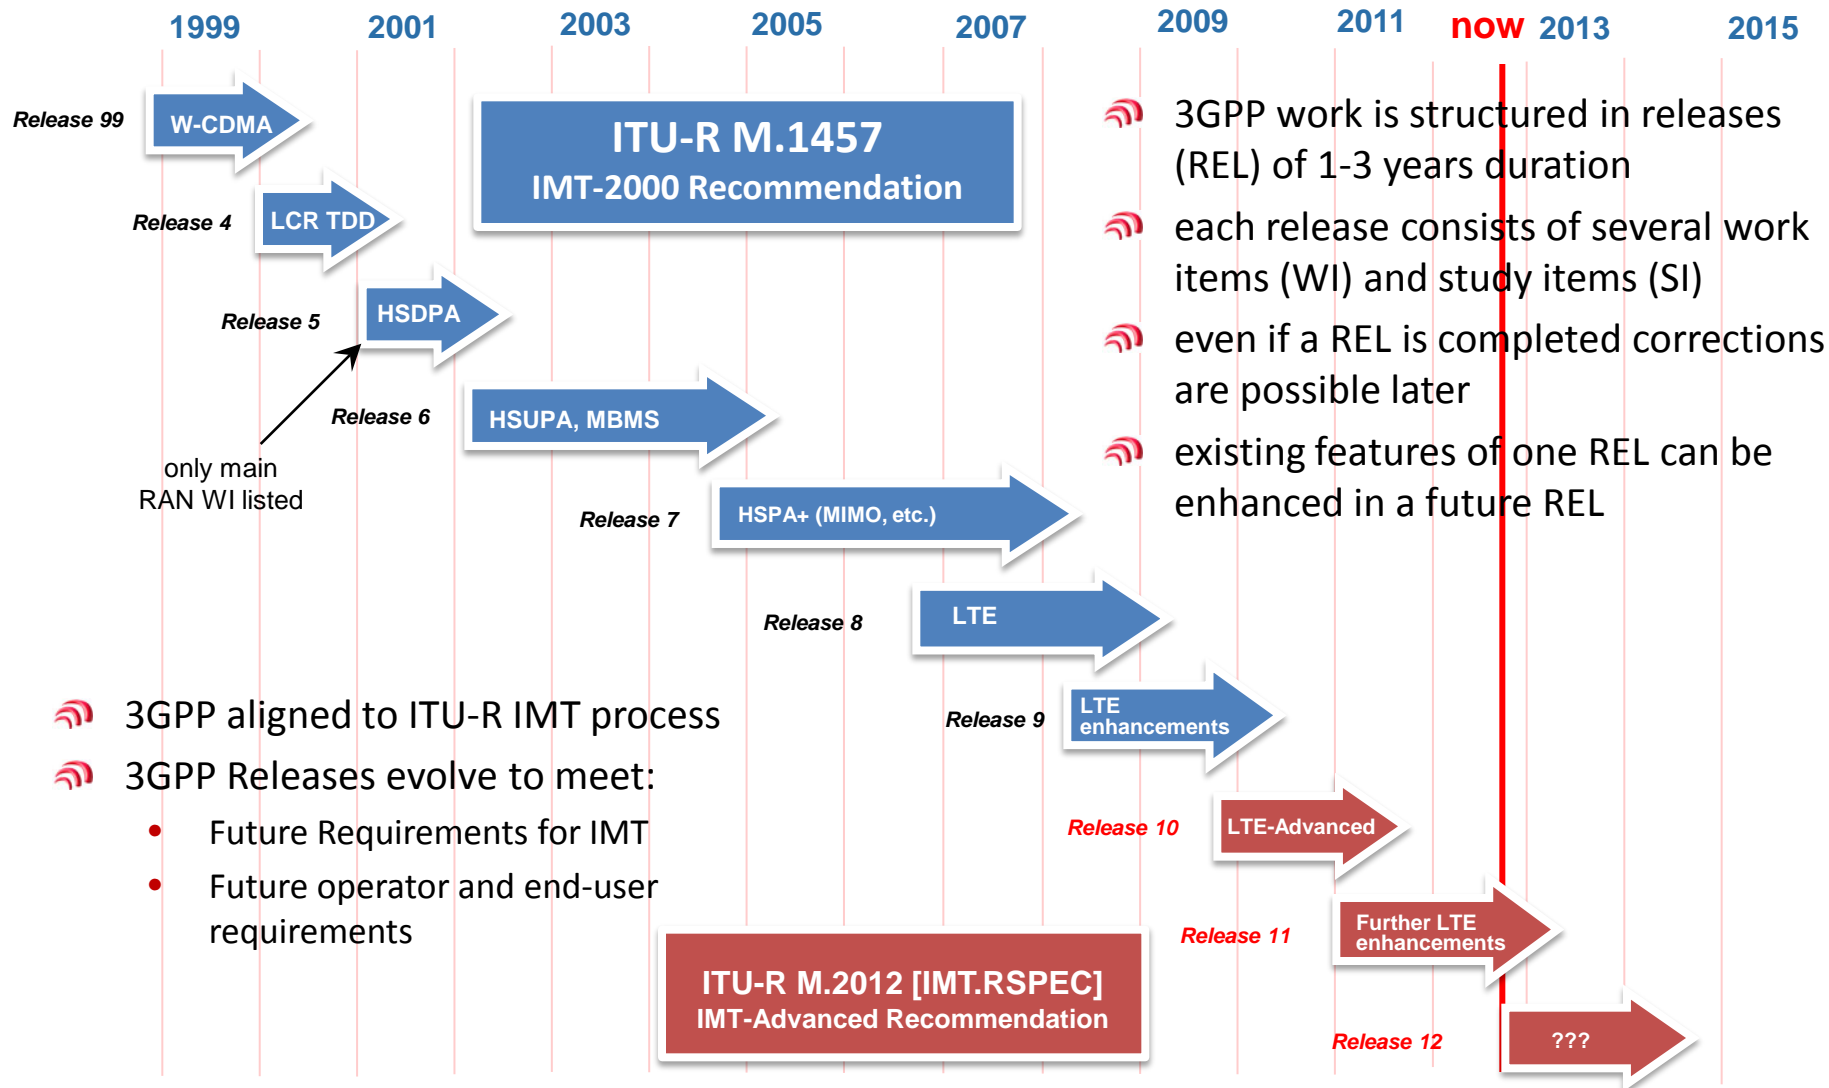 1999 2001 2003 2005 2007 2009 2011 now 2013 2015
Release 99
W-CDMA
ITU-R M.1457
IMT-2000 Recommendation
Release 4
LCR TDD
Release 5
HSDPA
only main
RAN WI listed
Release 6
HSUPA, MBMS
Release 7
HSPA+ (MIMO, etc.)
Release 8
LTE
Release 9
LTE
enhancements
Release 10
LTE-Advanced
Release 11
Further LTE
enhancements
Release 12
???
3GPP work is structured in releases
(REL) of 1-3 years duration
each release consists of several work
items (WI) and study items (SI)
even if a REL is completed corrections
are possible later
existing features of one REL can be
enhanced in a future REL
3GPP aligned to ITU-R IMT process
3GPP Releases evolve to meet:
• Future Requirements for IMT
• Future operator and end-user
requirements
ITU-R M.2012 [IMT.RSPEC]
IMT-Advanced Recommendation